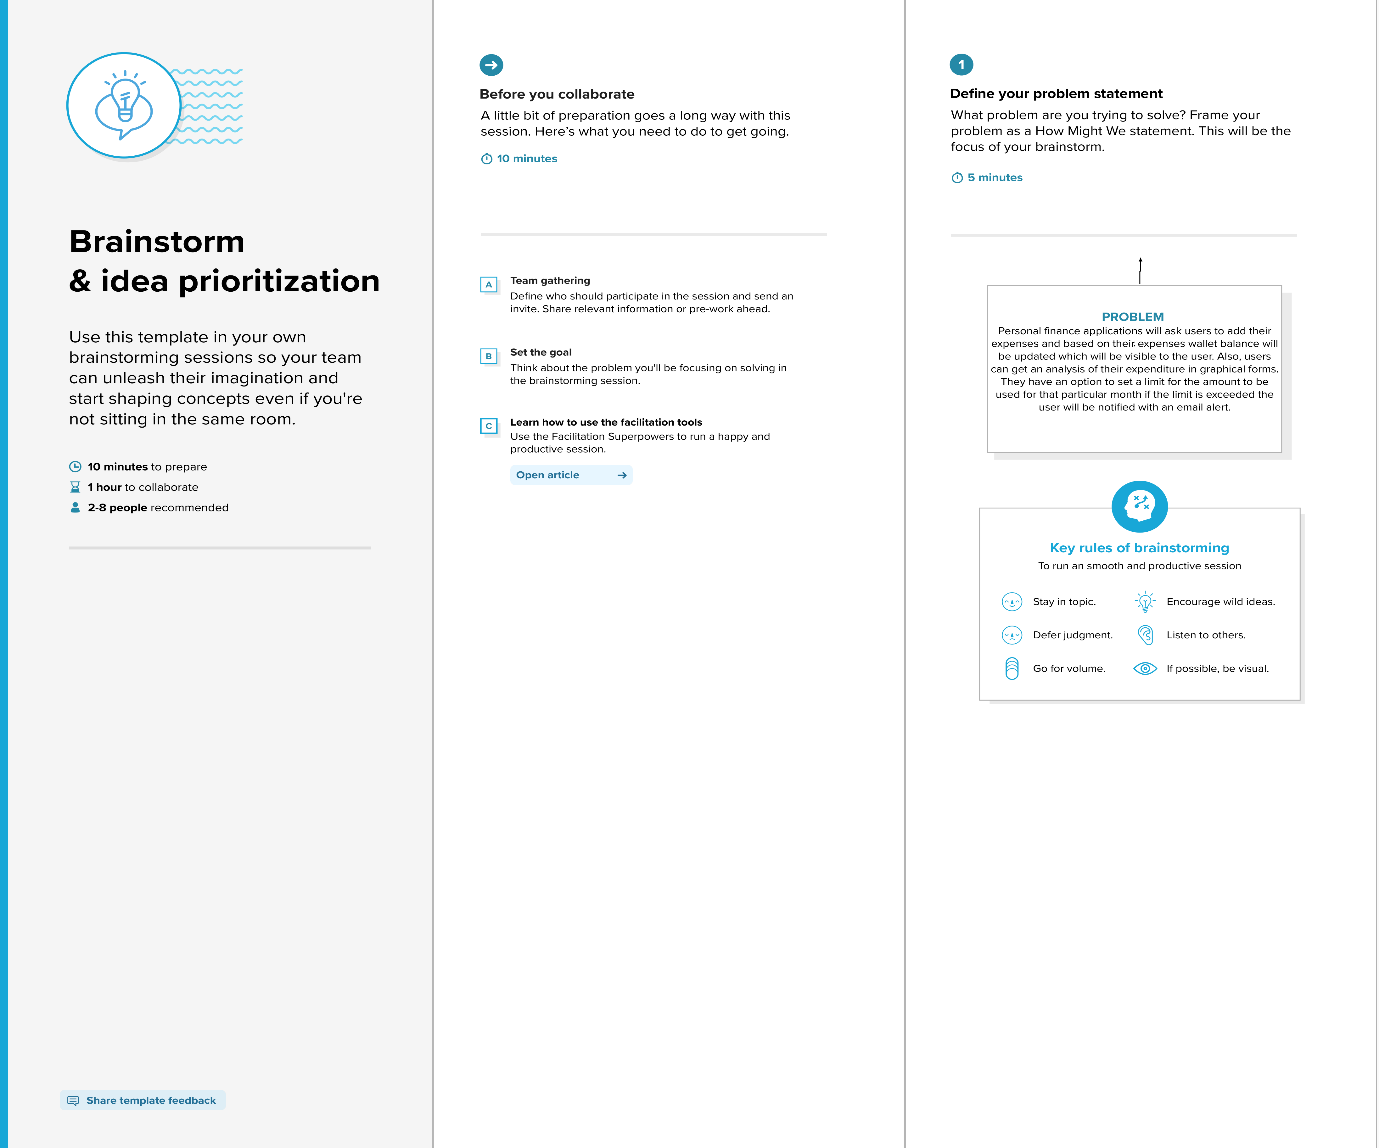 Brainstorm
& idea prioritization
Use this template in your own
brainstorming sessions so your team
can unleash their imagination and
start shaping concepts even if you're
not sitting in the same room.
10 minutes to prepare
1 hour to collaborate
2-8 people recommended
Share template feedback
Before you collaborate
A little bit of preparation goes a long way with this
session. Here's what you need to do to get going.
10 minutes
A
Team gathering
Define who should participate in the session and send an
invite. Share relevant information or pre-work ahead.
B
Set the goal
Think about the problem you'll be focusing on solving in
the brainstorming session.
C
Learn how to use the facilitation tools
Use the Facilitation Superpowers to run a happy and
productive session.
Open article
1
Define your problem statement
What problem are you trying to solve? Frame your
problem as a How Might We statement. This will be the
focus of your brainstorm.
5 minutes
PROBLEM
Personal finance applications will ask users to add their
expenses and based on their expenses wallet balance will
be updated which will be visible to the user. Also, users
can get an analysis of their expenditure in graphical forms.
They have an option to set a limit for the amount to be
used for that particular month if the limit is exceeded the
user will be notified with an email alert.
Key rules of brainstorming
To run an smooth and productive session
Stay in topic.
Encourage wild ideas.
Defer judgment.
Listen to others.
Go for volume.
If possible, be visual.